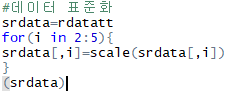 #데이터 표준화
srdata=rdatatt
for(i in 2:5){
srdata[,i]=scale(srdata[,i])
}
(srdata)